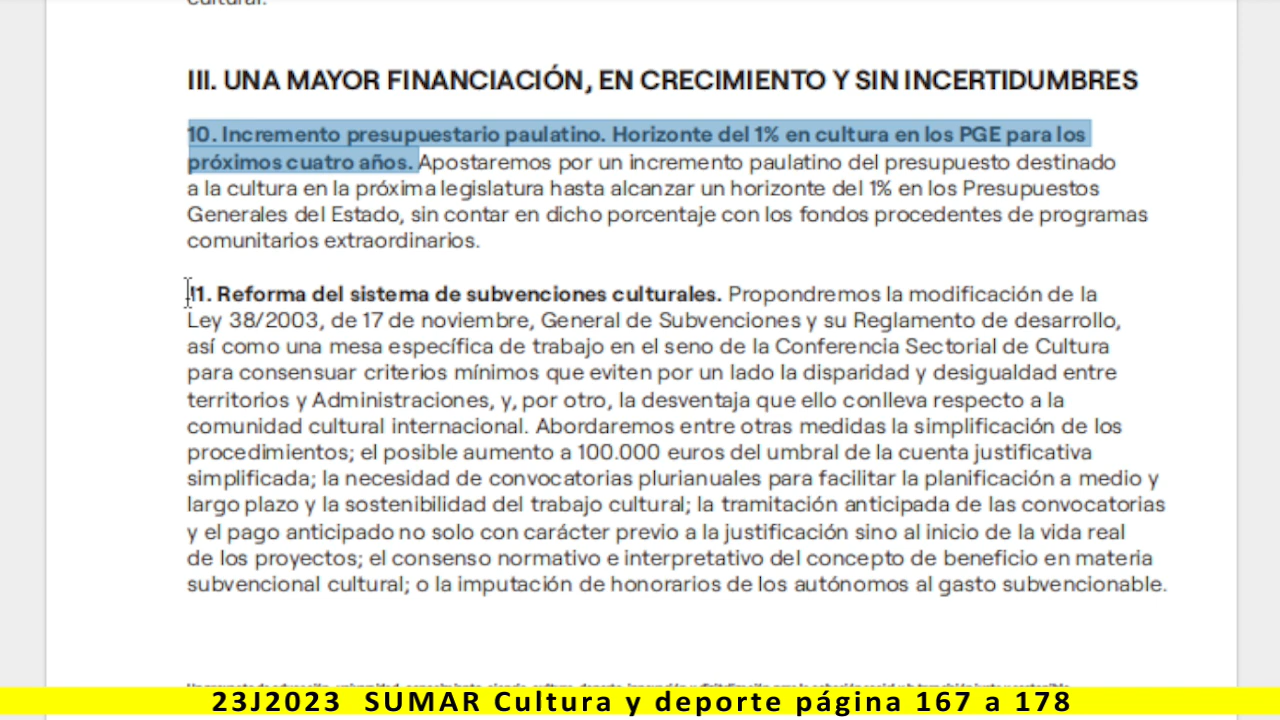 cultural.
III. UNA MAYOR FINANCIACIÓN, EN CRECIMIENTO Y SIN INCERTIDUMBRES
10. Incremento presupuestario paulatino. Horizonte del 1% en cultura en los PGE para los
próximos cuatro años. Apostaremos por un incremento paulatino del presupuesto destinado
a la cultura en la próxima legislatura hasta alcanzar un horizonte del 1% en los Presupuestos
Generales del Estado, sin contar en dicho porcentaje con los fondos procedentes de programas
comunitarios extraordinarios.
11. Reforma del sistema de subvenciones culturales. Propondremos la modificación de la
Ley 38/2003, de 17 de noviembre, General de Subvenciones y su Reglamento de desarrollo,
así como una mesa específica de trabajo en el seno de la Conferencia Sectorial de Cultura
para consensuar criterios mínimos que eviten por un lado la disparidad y desigualdad entre
territorios y Administraciones, y, por otro, la desventaja que ello conlleva respecto a la
comunidad cultural internacional. Abordaremos entre otras medidas la simplificación de los
procedimientos; el posible aumento a 100.000 euros del umbral de la cuenta justificativa
simplificada; la necesidad de convocatorias plurianuales para facilitar la planificación a medio y
largo plazo y la sostenibilidad del trabajo cultural; la tramitación anticipada de las convocatorias
y el pago anticipado no solo con carácter previo a la justificación sino al inicio de la vida real
de los proyectos; el consenso normativo e interpretativo del concepto de beneficio en materia
subvencional cultural; o la imputación de honorarios de los autónomos al gasto subvencionable.
23J2023 SUMAR Cultura y deporte página 167 a 178